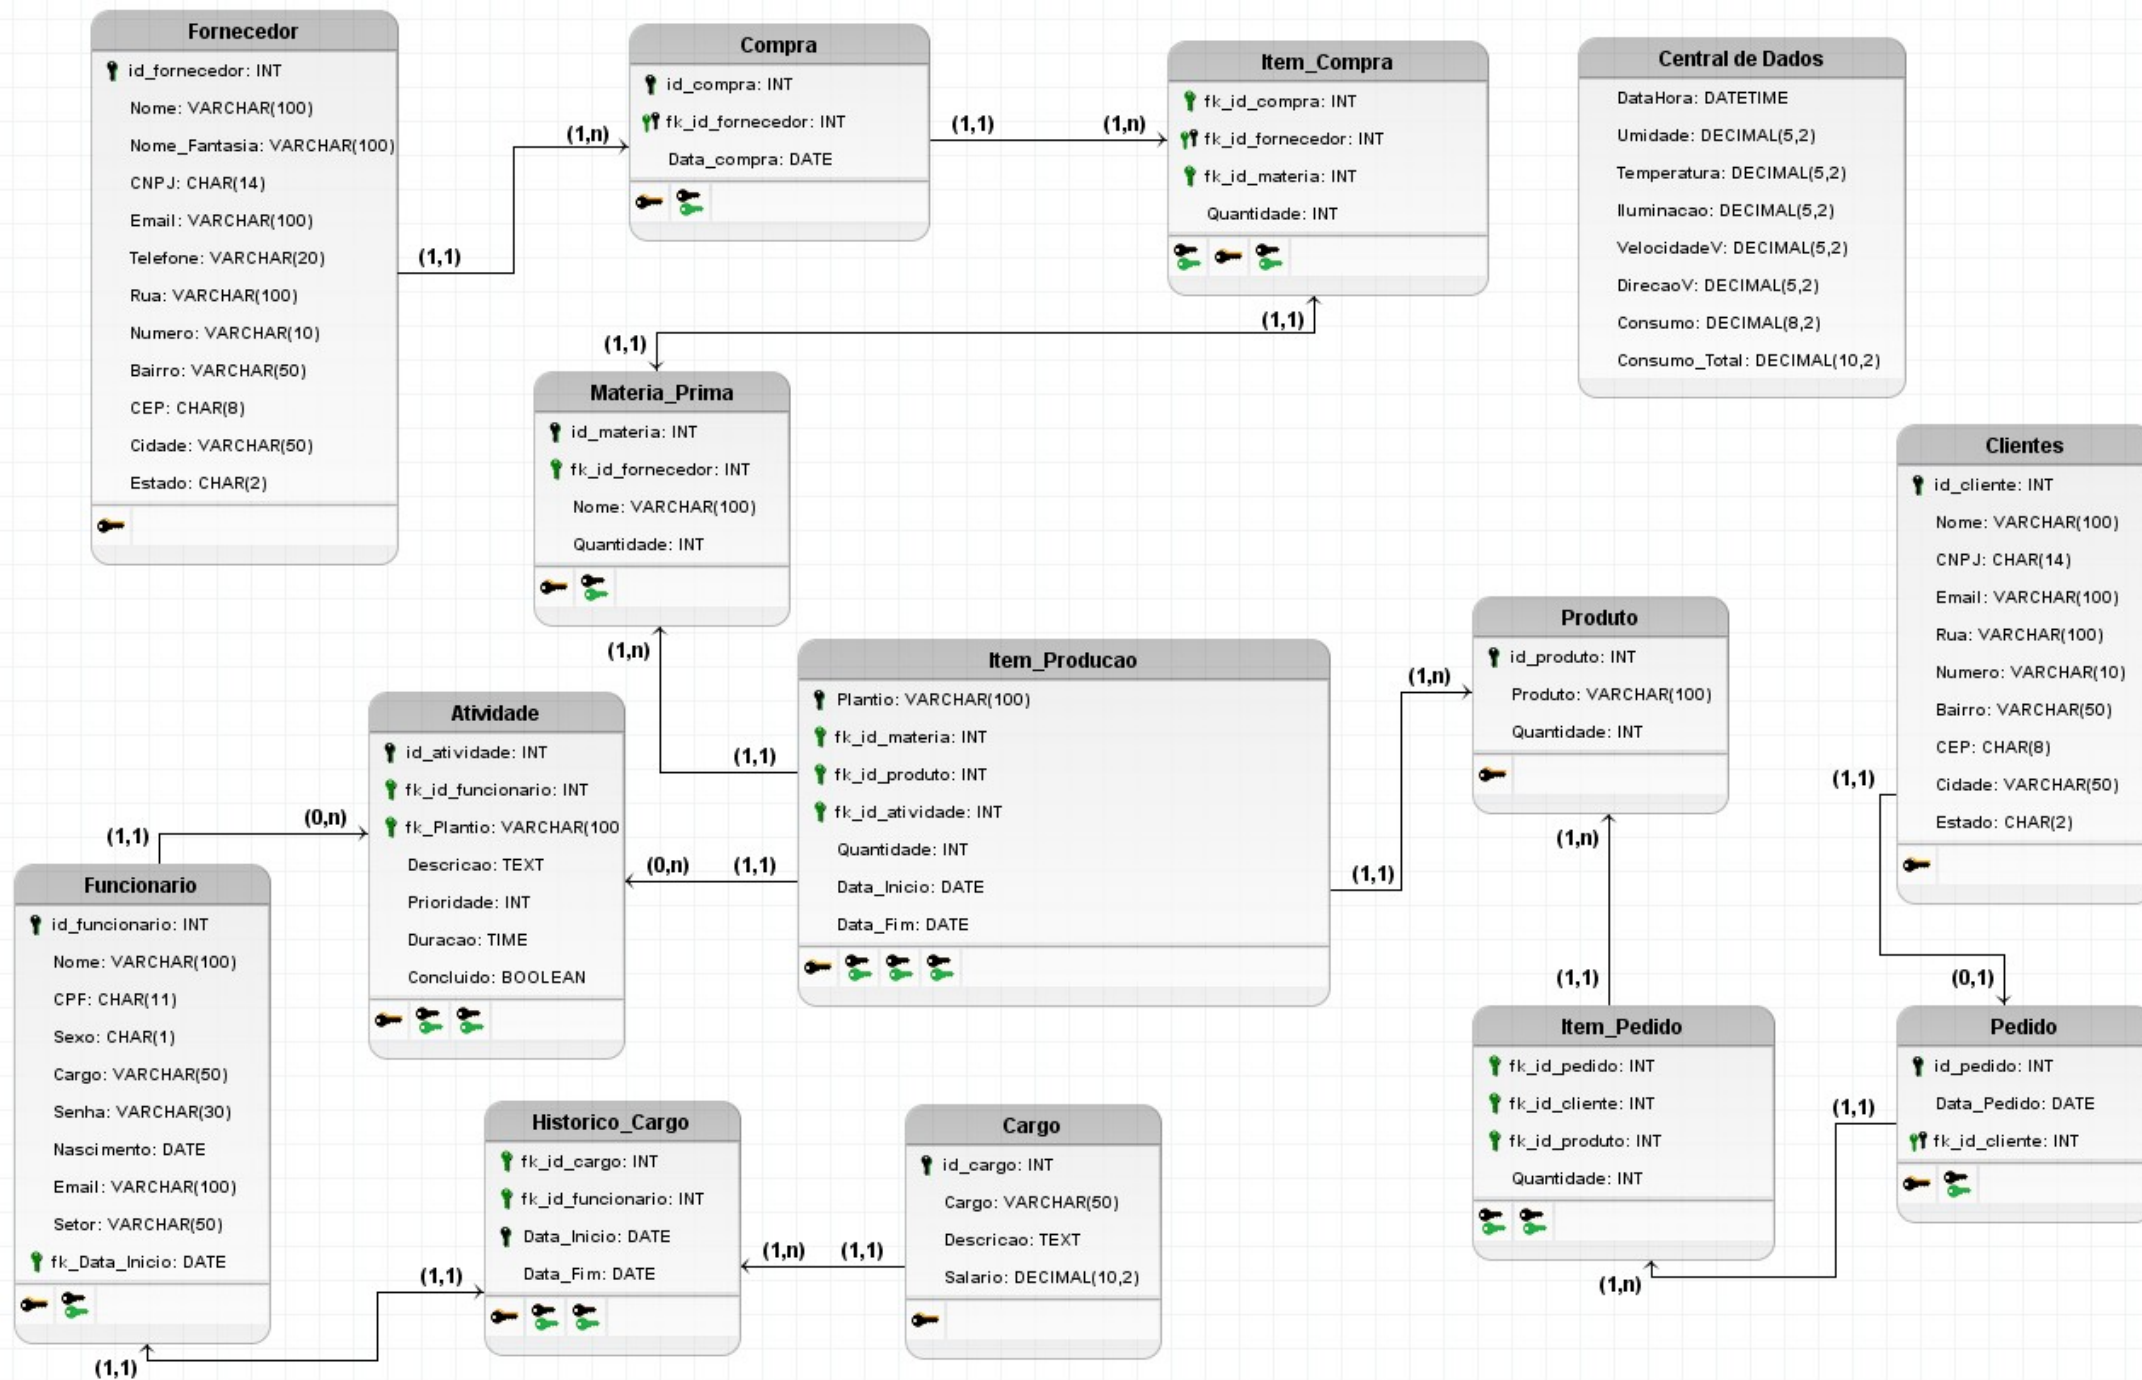 Fornecedor
id_fornecedor: INT
Nome: VARCHAR(100)
Nome_Fantasia: VARCHAR(100)
CNPJ: CHAR(14)
Email: VARCHAR(100)
Telefone: VARCHAR(20)
Rua: VARCHAR(100)
Numero: VARCHAR(10)
Bairro: VARCHAR(50)
CEP: CHAR(8)
Cidade: VARCHAR(50)
Estado: CHAR(2)
(1,1)
(1,n)
Compra
id_compra: INT
fk_id_fornecedor: INT
Data_compra: DATE
(1,1)
(1,n)
Item_Compra
fk_id_compra: INT
fk_id_fornecedor: INT
fk_id_materia: INT
Quantidade: INT
(1,1)
(1,1)
Central de Dados
DataHora: DATETIME
Umidade: DECIMAL(5,2)
Temperatura: DECIMAL(5,2)
Iluminacao: DECIMAL(5,2)
VelocidadeV: DECIMAL(5,2)
DirecaoV: DECIMAL(5,2)
Consumo: DECIMAL(8,2)
Consumo_Total: DECIMAL(10,2)
Materia_Prima
id_materia: INT
fk_id_fornecedor: INT
Nome: VARCHAR(100)
Quantidade: INT
(1,n)
(1,1)
Clientes
id_cliente: INT
Nome: VARCHAR(100)
CNPJ: CHAR(14)
Email: VARCHAR(100)
Rua: VARCHAR(100)
Numero: VARCHAR(10)
Bairro: VARCHAR(50)
CEP: CHAR(8)
Cidade: VARCHAR(50)
Estado: CHAR(2)
(1,1)
(0,1)
Produto
id_produto: INT
Produto: VARCHAR(100)
Quantidade: INT
(1,n)
(1,n)
(1,1)
(1,1)
Item_Producao
Plantio: VARCHAR(100)
fk_id_materia: INT
fk_id_produto: INT
fk_id_atividade: INT
Quantidade: INT
Data_Inicio: DATE
Data_Fim: DATE
(0,n)
(1,1)
Atividade
id_atividade: INT
fk_id_funcionario: INT
fk_Plantio: VARCHAR(100
Descricao: TEXT
Prioridade: INT
Duracao: TIME
Concluido: BOOLEAN
(1,1)
(0,n)
Funcionario
id_funcionario: INT
Nome: VARCHAR(100)
CPF: CHAR(11)
Sexo: CHAR(1)
Cargo: VARCHAR(50)
Senha: VARCHAR(30)
Nascimento: DATE
Email: VARCHAR(100)
Setor: VARCHAR(50)
fk_Data_Inicio: DATE
(1,1)
(1,1)
Historico_Cargo
fk_id_cargo: INT
fk_id_funcionario: INT
Data_Inicio: DATE
Data_Fim: DATE
(1,n)
(1,1)
Cargo
id_cargo: INT
Cargo: VARCHAR(50)
Descricao: TEXT
Salario: DECIMAL(10,2)
Item_Pedido
fk_id_pedido: INT
fk_id_cliente: INT
fk_id_produto: INT
Quantidade: INT
(1,n)
(1,1)
Pedido
id_pedido: INT
Data_Pedido: DATE
fk_id_cliente: INT